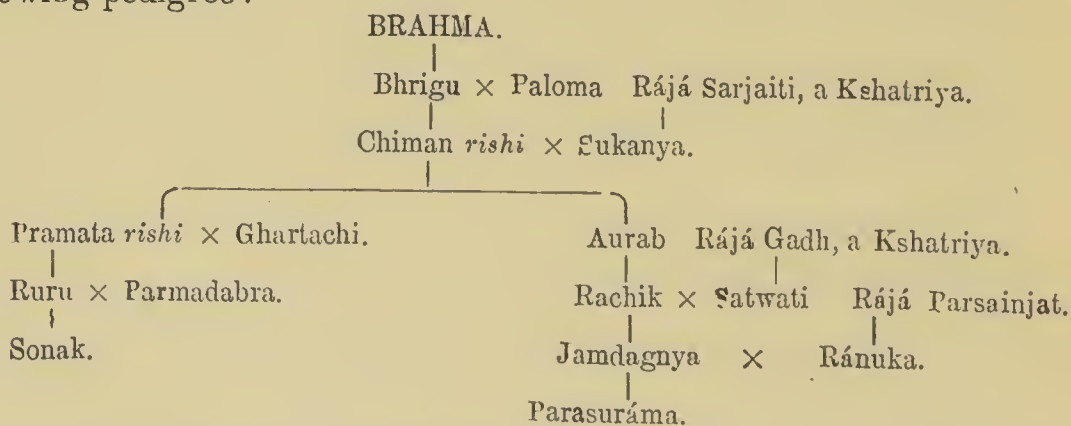 pedigree:
BRAHMA.
Bhrigu × Paloma Rájá Sarjaiti, a Kshatriya.
Chiman rishi × Sukanya.
Pramata rishi × Ghartachi. Aurab Rájá Gadh, a Kshatriya.
Ruru × Parmadabra. Rachik × Satwati Rájá Parsainjat.
Sonak. Jamdagnya × Ránuka.
Parasuráma.